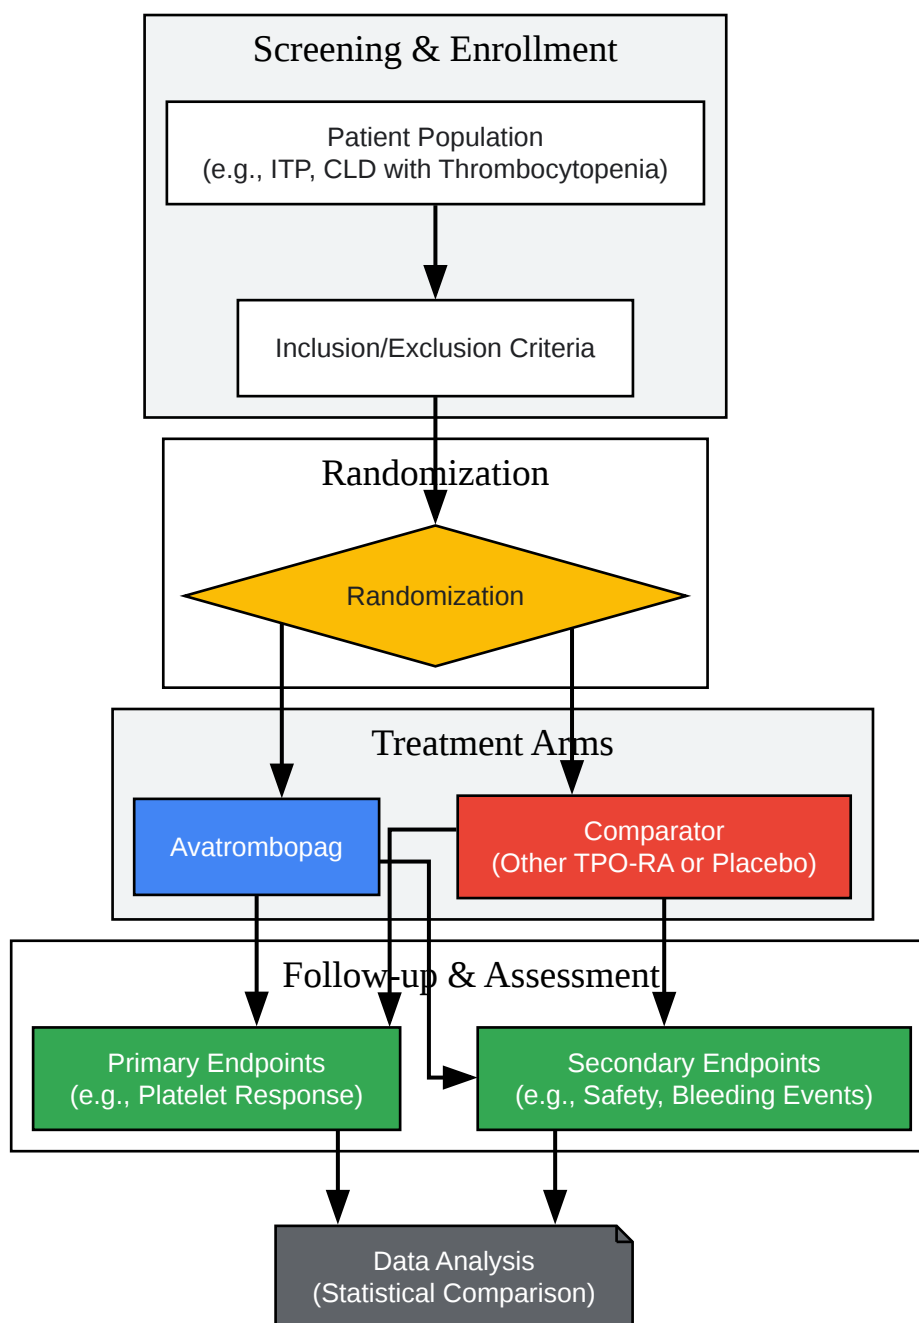 Screening & Enrollment
Patient Population
(e.g., ITP, CLD with Thrombocytopenia)
Inclusion/Exclusion Criteria
Randomization
Randomization
Treatment Arms
Avatrombopag
Comparator
(Other TPO-RA or Placebo)
Follow-up & Assessment
Primary Endpoints
(e.g., Platelet Response)
Secondary Endpoints
(e.g., Safety, Bleeding Events)
Data Analysis
(Statistical Comparison)